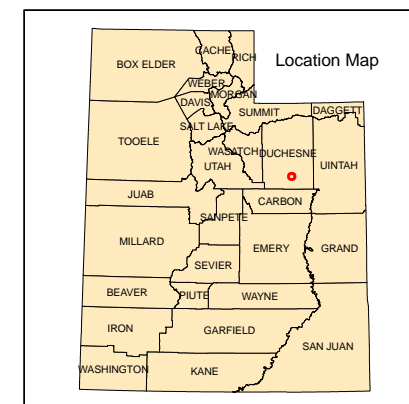 Location Map
CACHE
RICH
BOX ELDER
WEBER
MORGAN
DAVIS
SUMMIT
DAGGETT
SALT LAKE
TOOELE
WASATCH
DUCHESNE
UTAH
UINTAH
JUAB
CARBON
SANPETE
MILLARD
EMERY
GRAND
SEVIER
BEAVER
PIUTE
WAYNE
IRON
GARFIELD
SAN JUAN
WASHINGTON
KANE